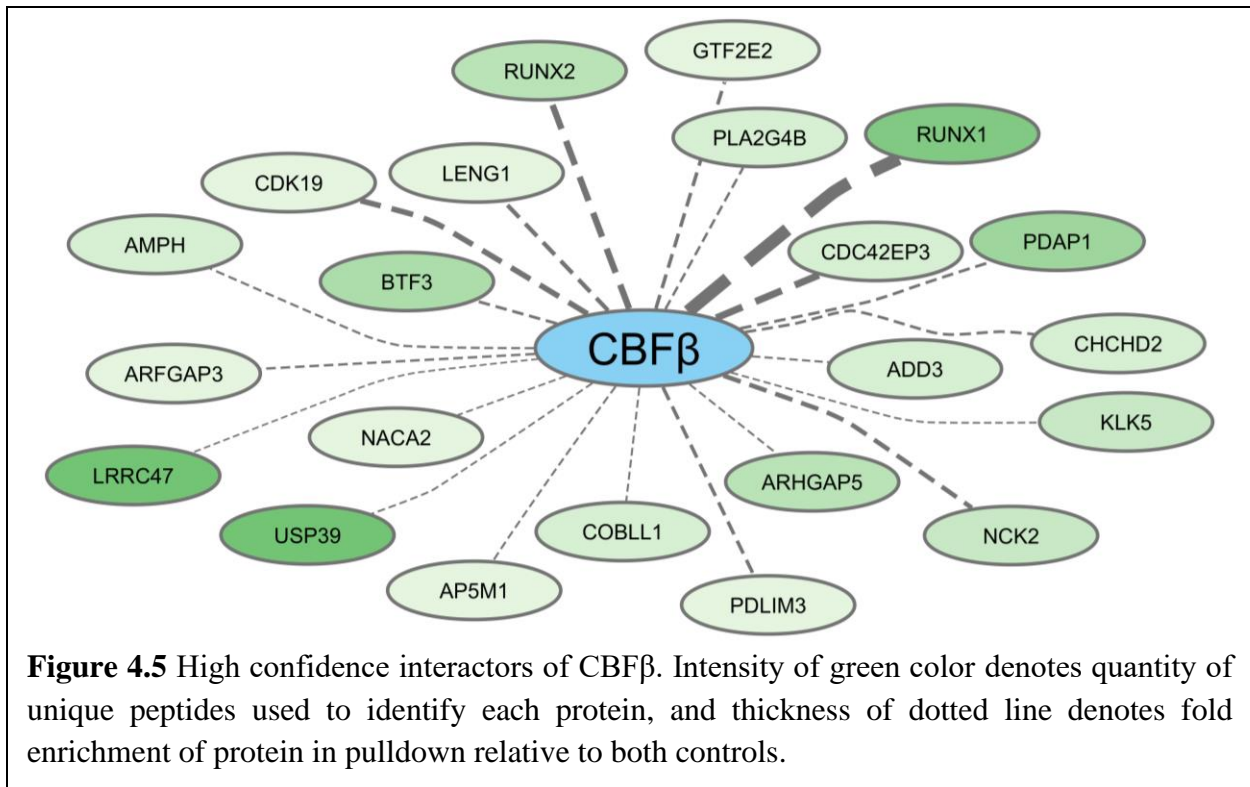 GTF2E2
RUNX2
PLA2G4B
RUNX1
LENG1
CDK19
AMPH
CDC42EP3
PDAP1
BTF3
CBFβ
CHCHD2
ARFGAP3
ADD3
KLK5
NACA2
LRRC47
ARHGAP5
USP39
COBLL1
NCK2
AP5M1
PDLIM3
Figure 4.5 High confidence interactors of CBFβ. Intensity of green color denotes quantity of
unique peptides used to identify each protein, and thickness of dotted line denotes fold
enrichment of protein in pulldown relative to both controls.